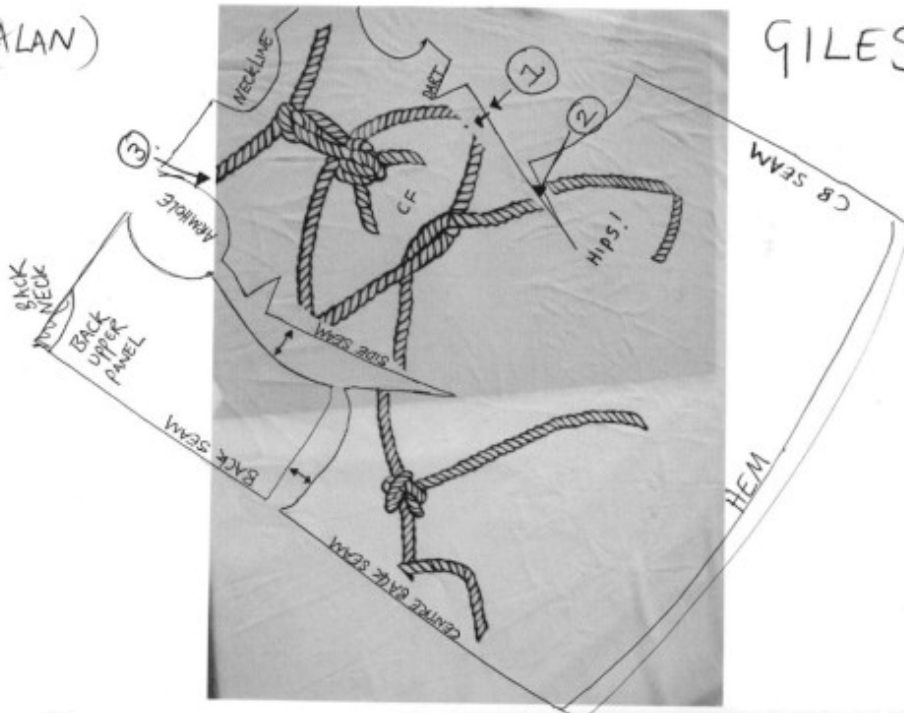 ALAN)
GILES
NECKLINE
DART
1
2
3
CB SEAM
ARMHOLE
CF
HIPS!
BACK
NECK
BACK
UPPER
PANEL
SIDE SEAM
BACK SEAM
HEM
CENTRE BACK SEAM